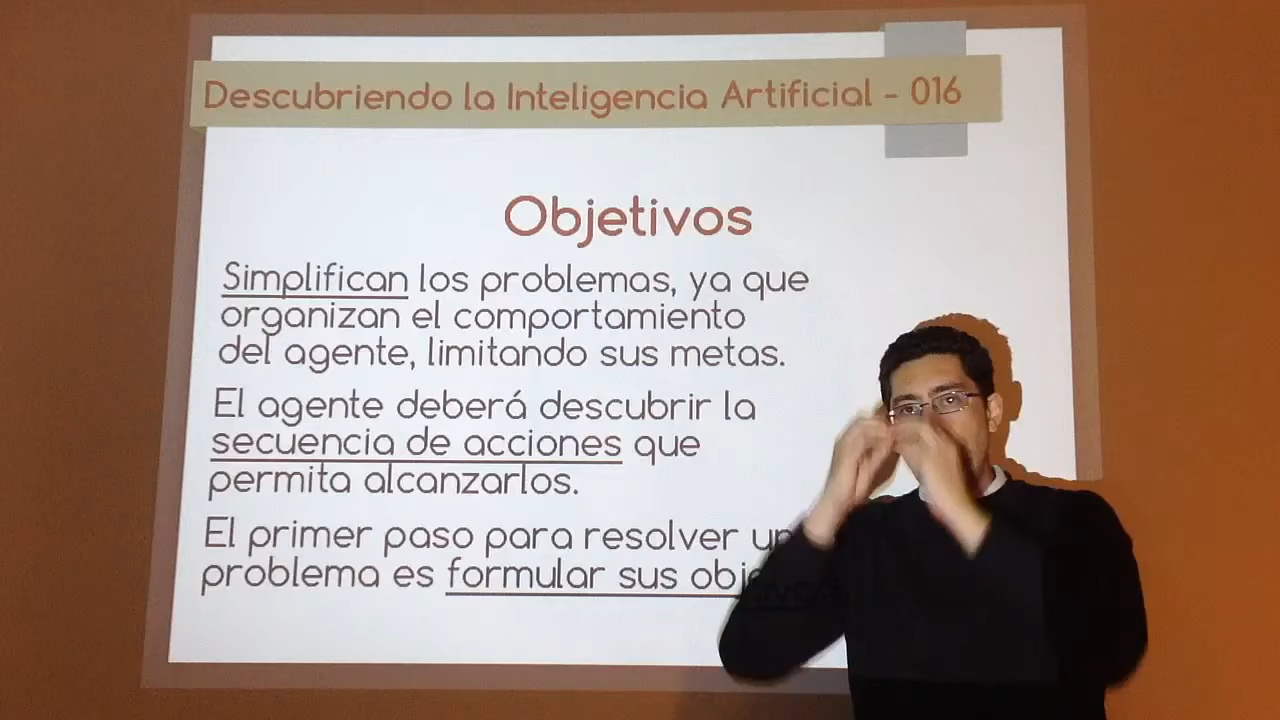 Descubriendo la Inteligencia Artificial - 016
Objetivos
Simplifican los problemas, ya que
organizan el comportamiento
del agente, limitando sus metas.
El agente deberá descubrir la
secuencia de acciones que
permita alcanzarlos.
El primer paso para resolver un
problema es formular sus objetivos